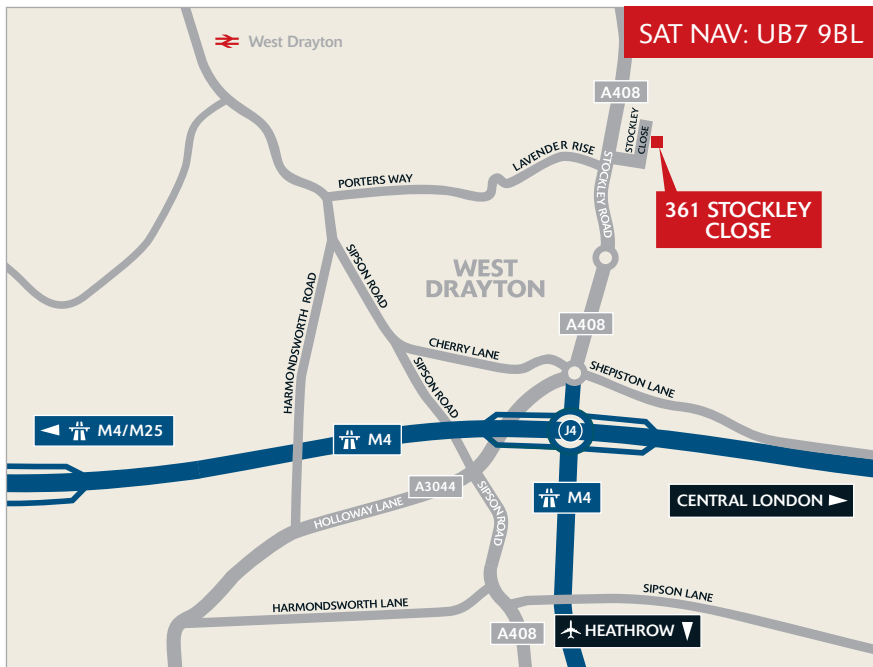 SAT NAV: UB7 9BL
West Drayton
A408
STOCKLEY
CLOSE
LAVENDER RISE
PORTERS WAY
STOCKLEY ROAD
361 STOCKLEY
CLOSE
SIPSON ROAD
WEST
DRAYTON
HARMONDSWORTH ROAD
A408
CHERRY LANE
SHEPISTON LANE
SIPSON ROAD
M4/M25
M4
J4
A3044
SIPSON ROAD
M4
CENTRAL LONDON
HOLLOWAY LANE
SIPSON LANE
HARMONDSWORTH LANE
A408
HEATHROW